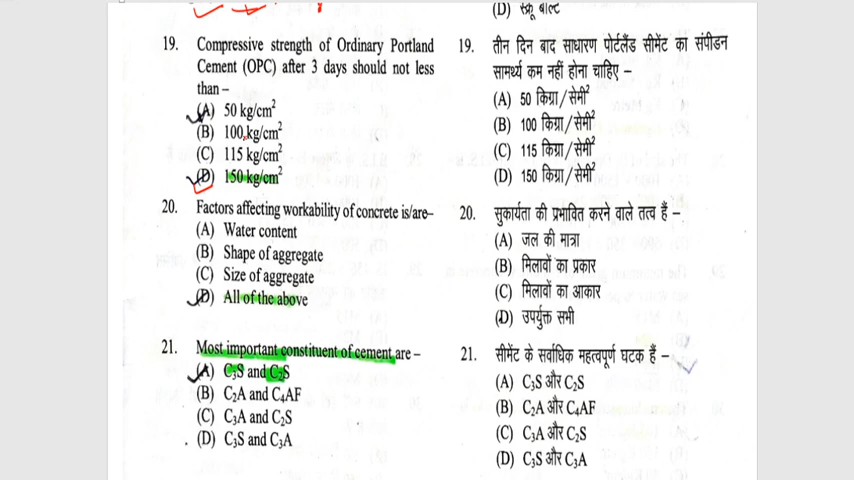 19. Compressive strength of Ordinary Portland
Cement (OPC) after 3 days should not less
than –
(A) 50 kg/cm²
(B) 100 kg/cm²
(C) 115 kg/cm²
(D) 150 kg/cm²
20. Factors affecting workability of concrete is/are–
(A) Water content
(B) Shape of aggregate
(C) Size of aggregate
(D) All of the above
21. Most important constituent of cement are –
(A) C₃S and C₂S
(B) C₂A and C₄AF
(C) C₃A and C₂S
(D) C₃S and C₃A
(D) स्क्रू बोल्ट
19. तीन दिन बाद साधारण पोर्टलैंड सीमेंट का संपीडन
सामर्थ्य कम नहीं होना चाहिए –
(A) 50 किग्रा/सेमी²
(B) 100 किग्रा/सेमी²
(C) 115 किग्रा/सेमी²
(D) 150 किग्रा/सेमी²
20. सुकार्यता की प्रभावित करने वाले तत्व हैं –
(A) जल की मात्रा
(B) मिलावों का प्रकार
(C) मिलावों का आकार
(D) उपर्युक्त सभी
21. सीमेंट के सर्वाधिक महत्वपूर्ण घटक हैं –
(A) C₃S और C₂S
(B) C₂A और C₄AF
(C) C₃A और C₂S
(D) C₃S और C₃A